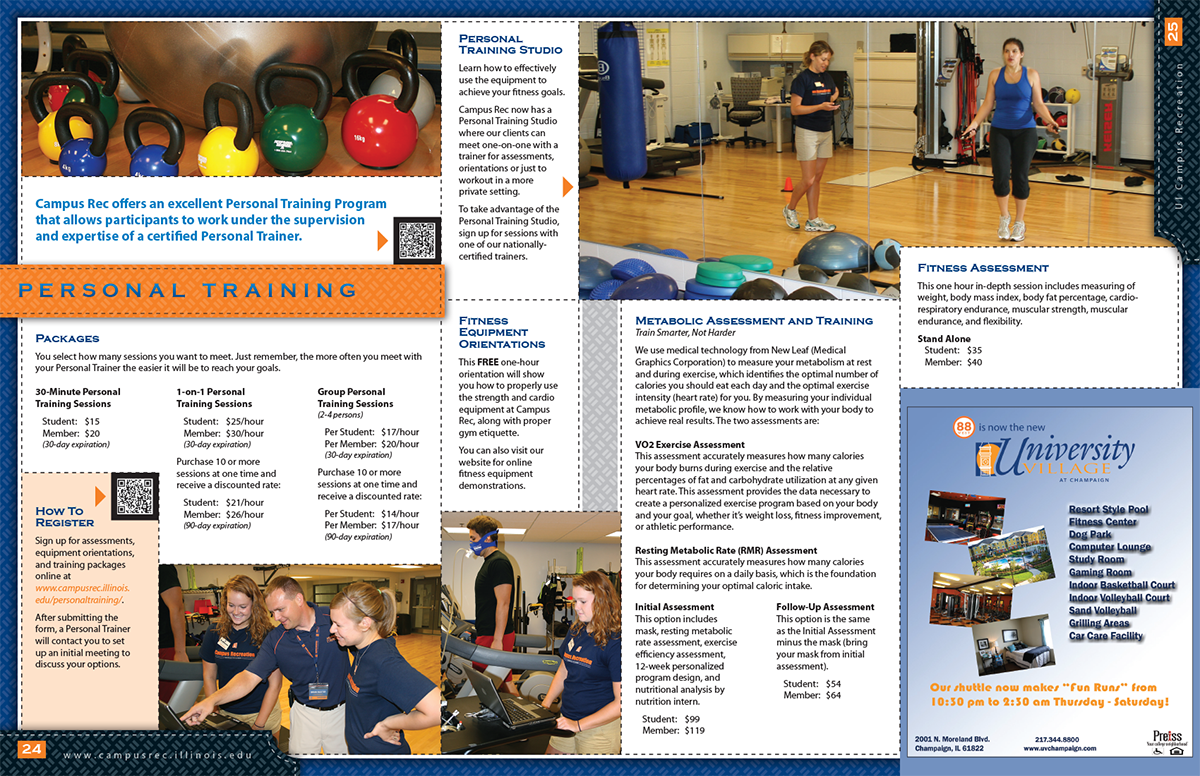 Campus Rec offers an excellent Personal Training Program
that allows participants to work under the supervision
and expertise of a certified Personal Trainer.
PERSONAL TRAINING
PACKAGES
You select how many sessions you want to meet. Just remember, the more often you meet with
your Personal Trainer the easier it will be to reach your goals.
30-Minute Personal
Training Sessions
Student: $15
Member: $20
(30-day expiration)
1-on-1 Personal
Training Sessions
Student: $25/hour
Member: $30/hour
(30-day expiration)
Purchase 10 or more
sessions at one time and
receive a discounted rate:
Student: $21/hour
Member: $26/hour
(90-day expiration)
Group Personal
Training Sessions
(2-4 persons)
Per Student: $17/hour
Per Member: $20/hour
(30-day expiration)
Purchase 10 or more
sessions at one time and
receive a discounted rate:
Per Student: $14/hour
Per Member: $17/hour
(90-day expiration)
HOW TO
REGISTER
Sign up for assessments,
equipment orientations,
and training packages
online at
www.campusrec.illinois.
edu/personaltraining/.
After submitting the
form, a Personal Trainer
will contact you to set
up an initial meeting to
discuss your options.
24
www.campusrec.illinois.edu
PERSONAL
TRAINING STUDIO
Learn how to effectively
use the equipment to
achieve your fitness goals.
Campus Rec now has a
Personal Training Studio
where our clients can
meet one-on-one with a
trainer for assessments,
orientations or just to
workout in a more
private setting.
To take advantage of the
Personal Training Studio,
sign up for sessions with
one of our nationally-
certified trainers.
FITNESS
EQUIPMENT
ORIENTATIONS
This FREE one-hour
orientation will show
you how to properly use
the strength and cardio
equipment at Campus
Rec, along with proper
gym etiquette.
You can also visit our
website for online
fitness equipment
demonstrations.
METABOLIC ASSESSMENT AND TRAINING
Train Smarter, Not Harder
We use medical technology from New Leaf (Medical
Graphics Corporation) to measure your metabolism at rest
and during exercise, which identifies the optimal number of
calories you should eat each day and the optimal exercise
intensity (heart rate) for you. By measuring your individual
metabolic profile, we know how to work with your body to
achieve real results. The two assessments are:
VO2 Exercise Assessment
This assessment accurately measures how many calories
your body burns during exercise and the relative
percentages of fat and carbohydrate utilization at any given
heart rate. This assessment provides the data necessary to
create a personalized exercise program based on your body
and your goal, whether it's weight loss, fitness improvement,
or athletic performance.
Resting Metabolic Rate (RMR) Assessment
This assessment accurately measures how many calories
your body requires on a daily basis, which is the foundation
for determining your optimal caloric intake.
Initial Assessment
This option includes
mask, resting metabolic
rate assessment, exercise
efficiency assessment,
12-week personalized
program design, and
nutritional analysis by
nutrition intern.
Student: $99
Member: $119
Follow-Up Assessment
This option is the same
as the Initial Assessment
minus the mask (bring
your mask from initial
assessment).
Student: $54
Member: $64
25
UI Campus Recreation
FITNESS ASSESSMENT
This one hour in-depth session includes measuring of
weight, body mass index, body fat percentage, cardio-
respiratory endurance, muscular strength, muscular
endurance, and flexibility.
Stand Alone
Student: $35
Member: $40
88 is now the new
University
VILLAGE
AT CHAMPAIGN
Resort Style Pool
Fitness Center
Dog Park
Computer Lounge
Study Room
Gaming Room
Indoor Basketball Court
Indoor Volleyball Court
Sand Volleyball
Grilling Areas
Car Care Facility
Our shuttle now makes "Fun Runs" from
10:30 pm to 2:30 am Thursday - Saturday!
2001 N. Moreland Blvd.
Champaign, IL 61822
217.344.8800
www.uvchampaign.com
Preiss
Your college neighborhood
Campus Recreation
16kg